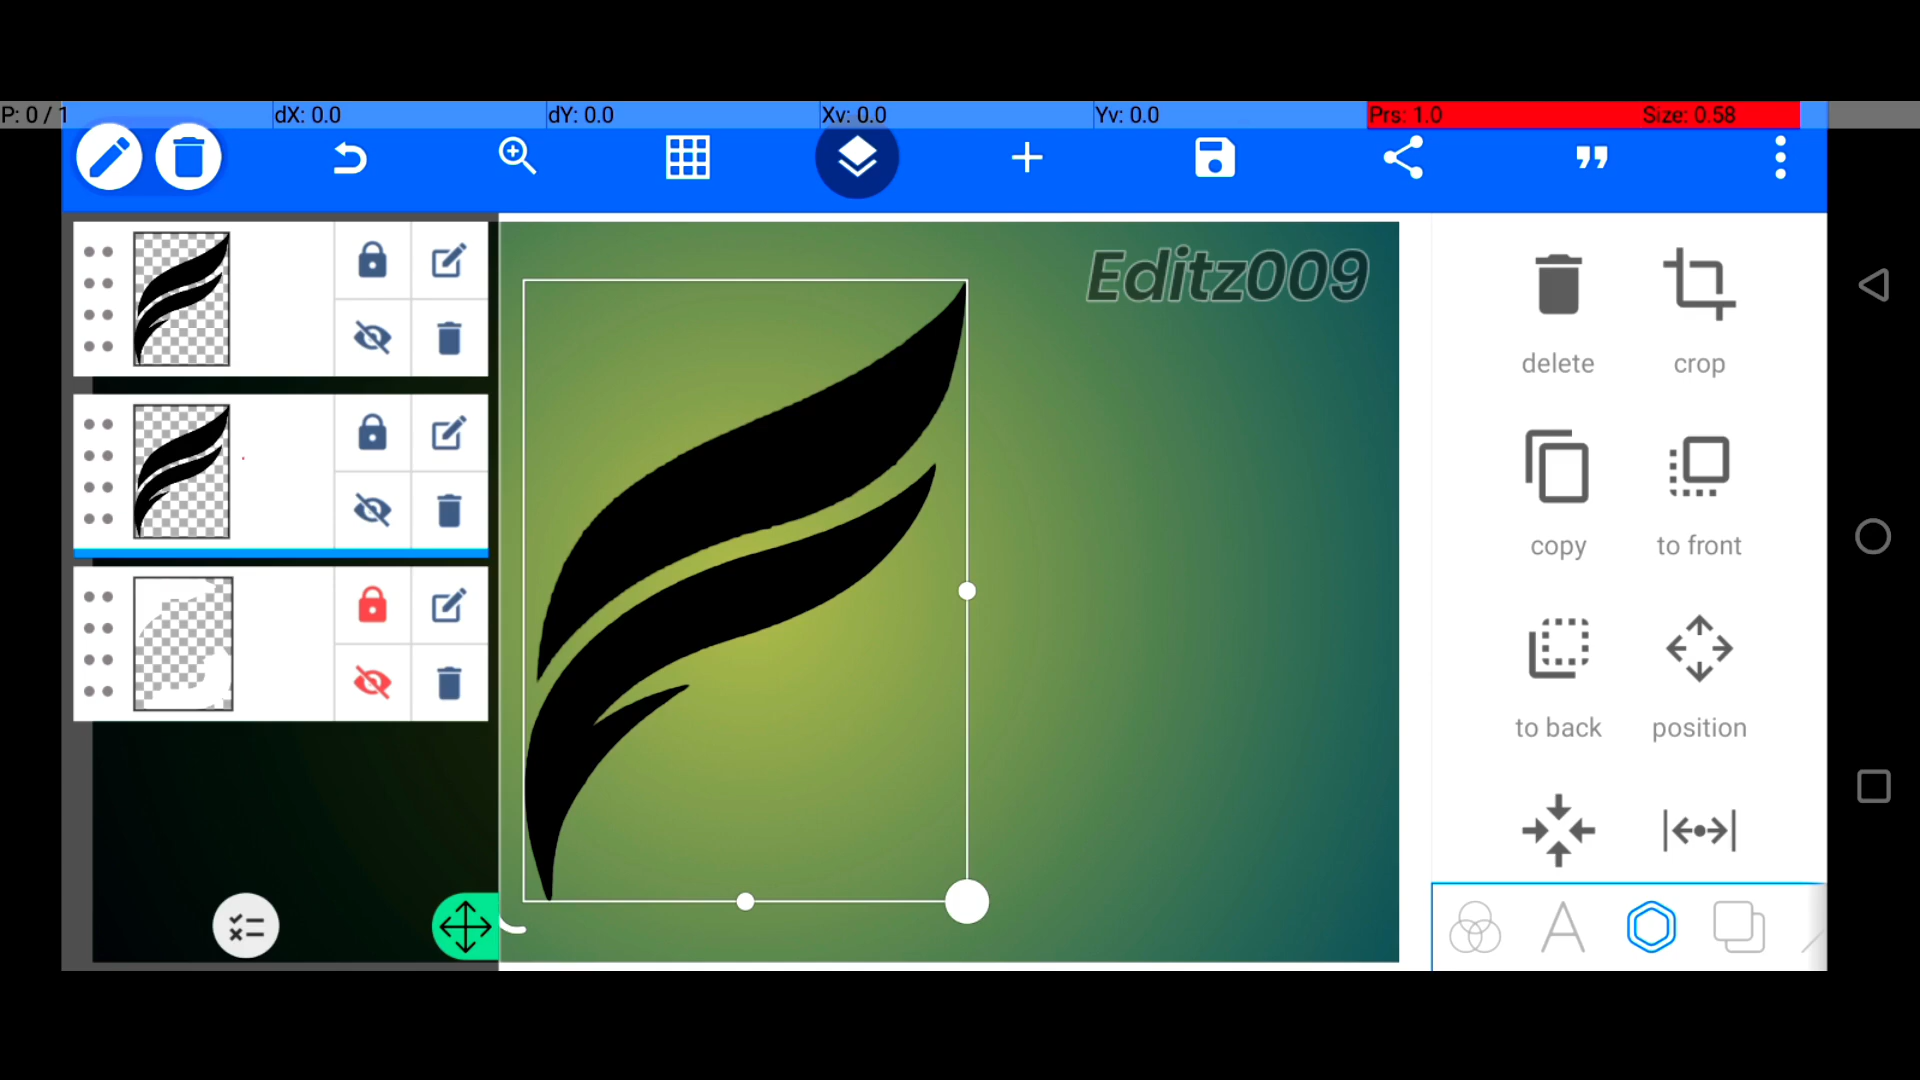 P: 0 / 1 dX: 0.0 dY: 0.0 Xv: 0.0 Yv: 0.0 Prs: 1.0 Size: 0.58
Editz009
delete crop
copy to front
to back position